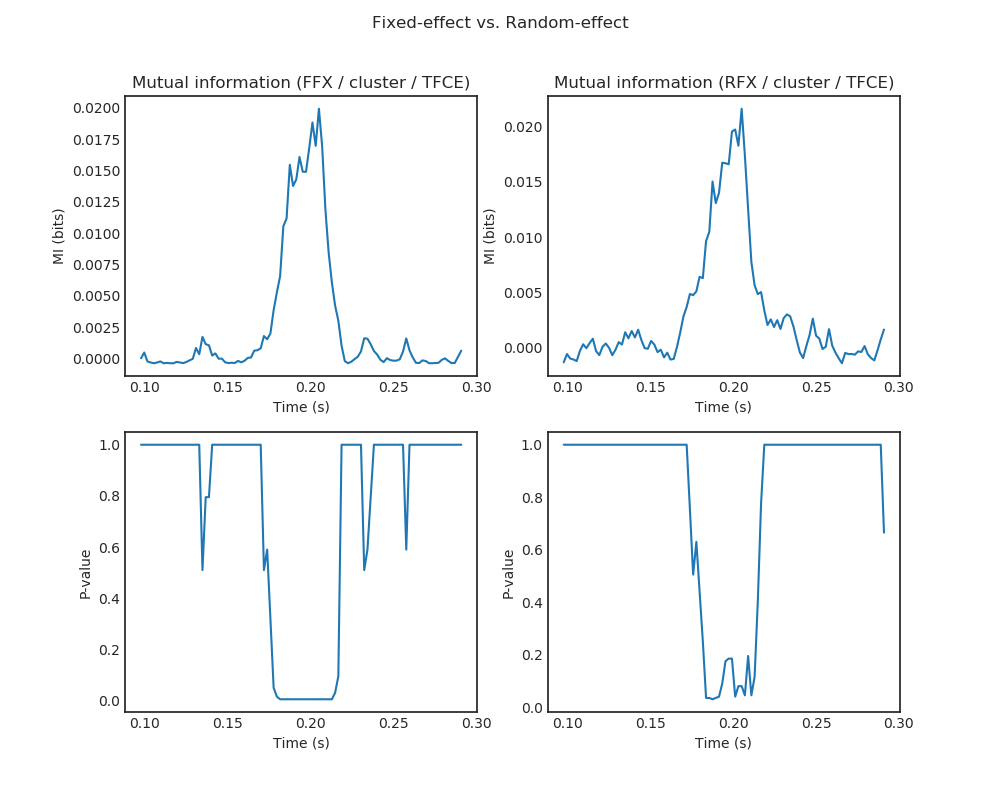 Fixed-effect vs. Random-effect
Mutual information (FFX / cluster / TFCE)
0.0200
0.0175
0.0150
0.0125
0.0100
0.0075
0.0050
0.0025
0.0000
MI (bits)
0.10 0.15 0.20 0.25 0.30
Time (s)
Mutual information (RFX / cluster / TFCE)
0.020
0.015
0.010
0.005
0.000
MI (bits)
0.10 0.15 0.20 0.25 0.30
Time (s)
1.0
0.8
0.6
0.4
0.2
0.0
P-value
0.10 0.15 0.20 0.25 0.30
Time (s)
1.0
0.8
0.6
0.4
0.2
0.0
P-value
0.10 0.15 0.20 0.25 0.30
Time (s)